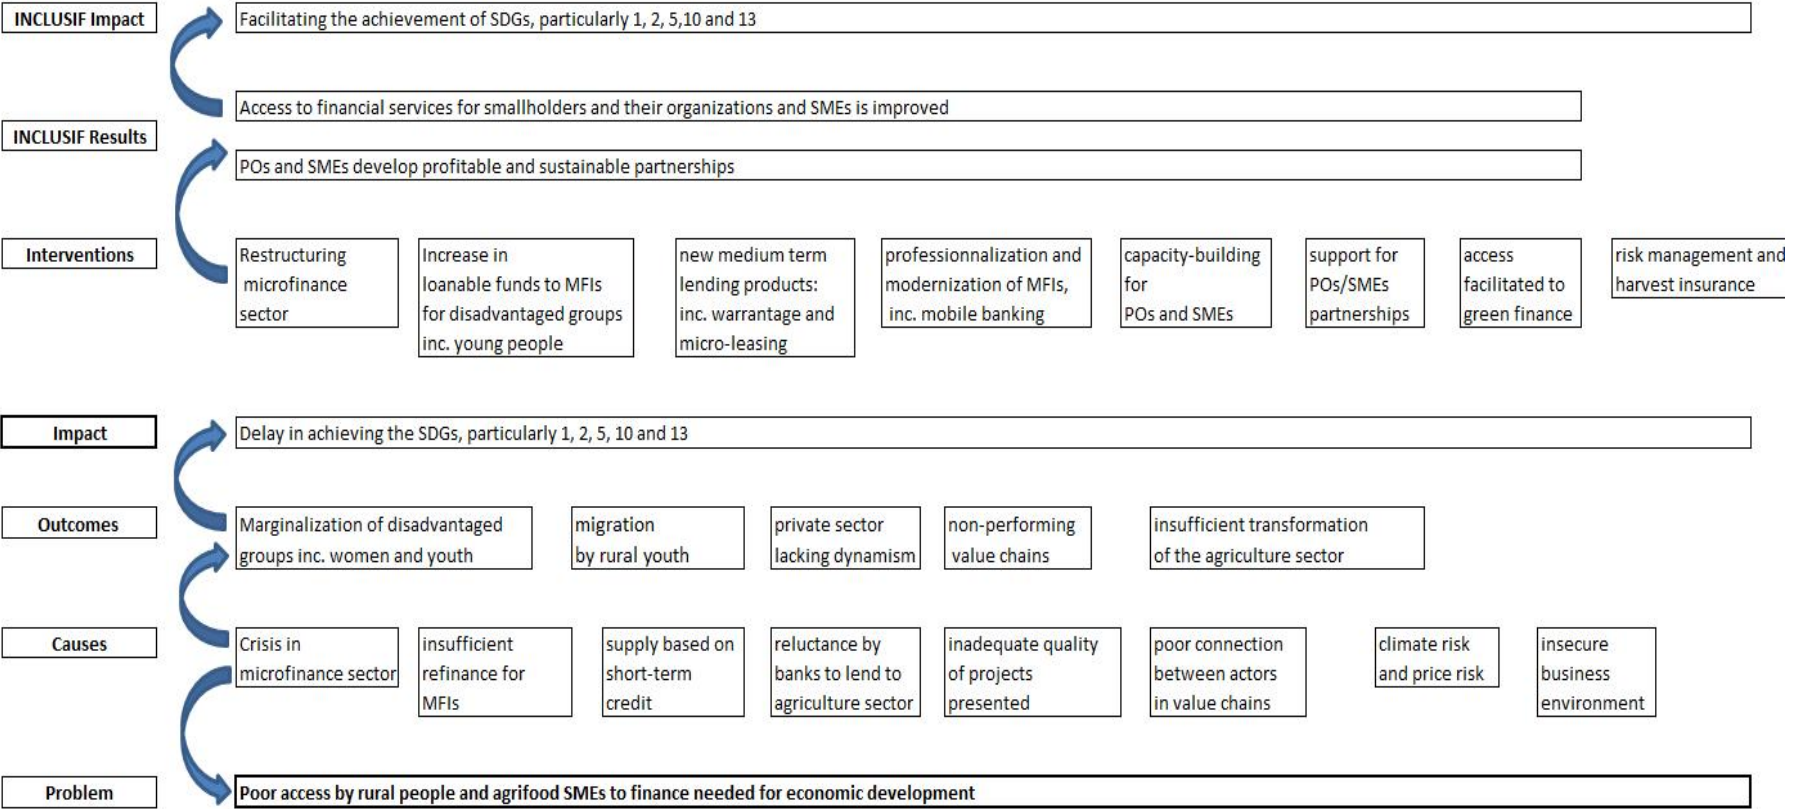 INCLUSIF Impact
Facilitating the achievement of SDGs, particularly 1, 2, 5,10 and 13
Access to financial services for smallholders and their organizations and SMEs is improved
INCLUSIF Results
POs and SMEs develop profitable and sustainable partnerships
Interventions
Restructuring
microfinance
sector
Increase in
loanable funds to MFIs
for disadvantaged groups
inc. young people
new medium term
lending products:
inc. warrantage and
micro-leasing
professionnalization and
modernization of MFIs,
inc. mobile banking
capacity-building
for
POs and SMEs
support for
POs/SMEs
partnerships
access
facilitated to
green finance
risk management and
harvest insurance
Impact
Delay in achieving the SDGs, particularly 1, 2, 5, 10 and 13
Outcomes
Marginalization of disadvantaged
groups inc. women and youth
migration
by rural youth
private sector
lacking dynamism
non-performing
value chains
insufficient transformation
of the agriculture sector
Causes
Crisis in
microfinance sector
insufficient
refinance for
MFIs
supply based on
short-term
credit
reluctance by
banks to lend to
agriculture sector
inadequate quality
of projects
presented
poor connection
between actors
in value chains
climate risk
and price risk
insecure
business
environment
Problem
Poor access by rural people and agrifood SMEs to finance needed for economic development